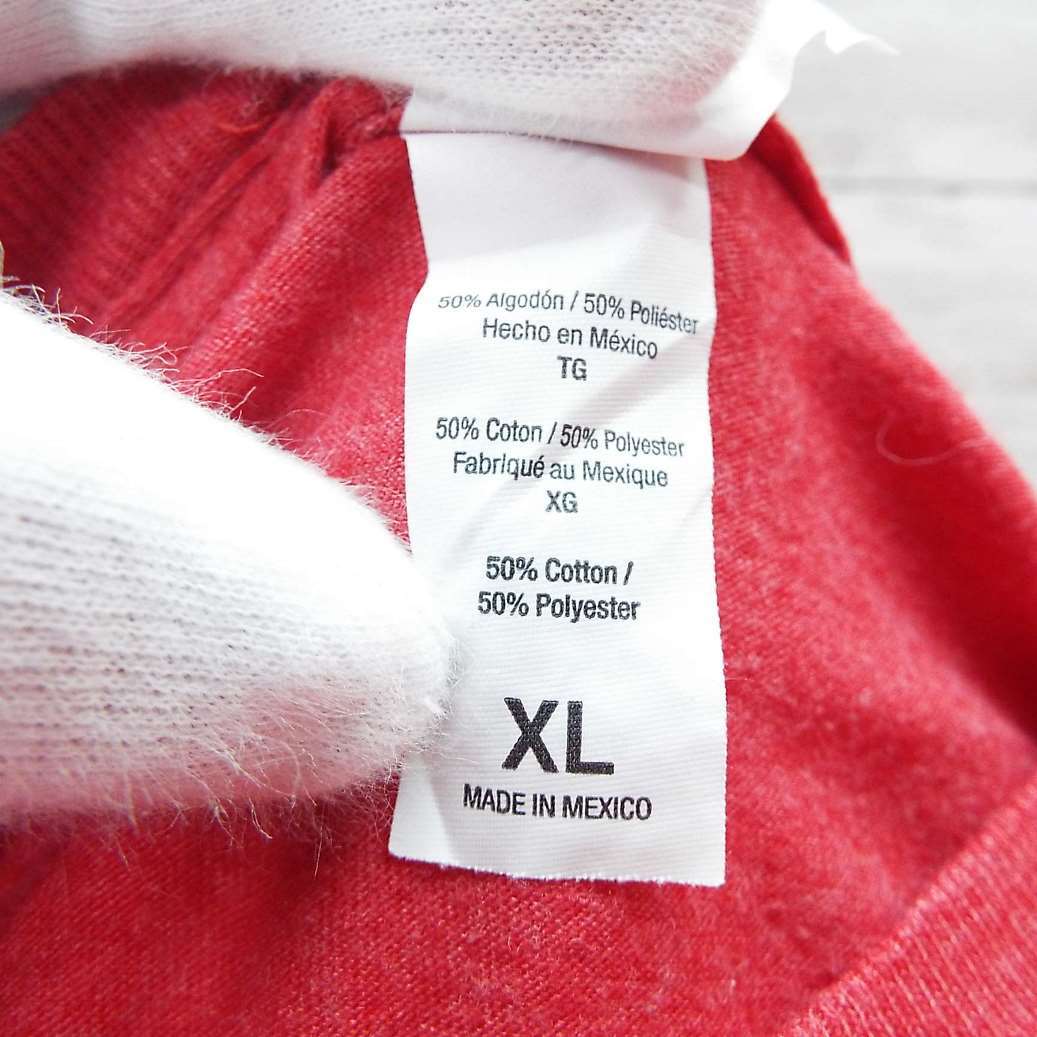 50% Algodón / 50% Poliéster
Hecho en México
TG
50% Coton / 50% Polyester
Fabriqué au Mexique
XG
50% Cotton /
50% Polyester
XL
MADE IN MEXICO